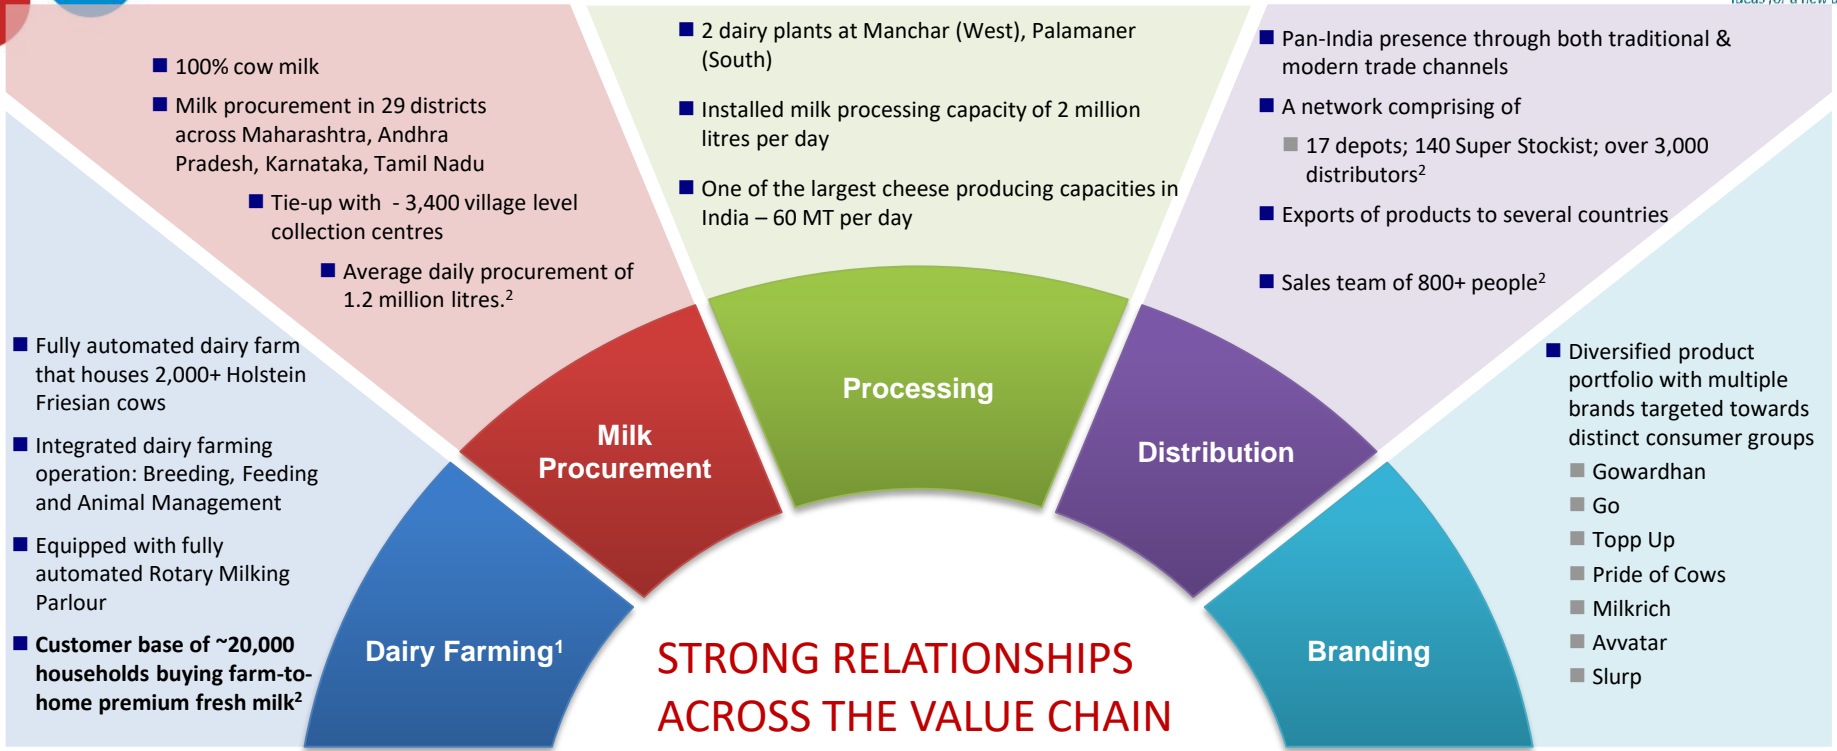 100% cow milk
Milk procurement in 29 districts
across Maharashtra, Andhra
Pradesh, Karnataka, Tamil Nadu
Tie-up with - 3,400 village level
collection centres
Average daily procurement of
1.2 million litres.2
2 dairy plants at Manchar (West), Palamaner
(South)
Installed milk processing capacity of 2 million
litres per day
One of the largest cheese producing capacities in
India – 60 MT per day
Pan-India presence through both traditional &
modern trade channels
A network comprising of
17 depots; 140 Super Stockist; over 3,000
distributors2
Exports of products to several countries
Sales team of 800+ people2
Fully automated dairy farm
that houses 2,000+ Holstein
Friesian cows
Integrated dairy farming
operation: Breeding, Feeding
and Animal Management
Equipped with fully
automated Rotary Milking
Parlour
Customer base of ~20,000
households buying farm-to-
home premium fresh milk2
Dairy Farming1
Milk
Procurement
Processing
Distribution
Branding
Diversified product
portfolio with multiple
brands targeted towards
distinct consumer groups
Gowardhan
Go
Topp Up
Pride of Cows
Milkrich
Avvatar
Slurp
STRONG RELATIONSHIPS
ACROSS THE VALUE CHAIN